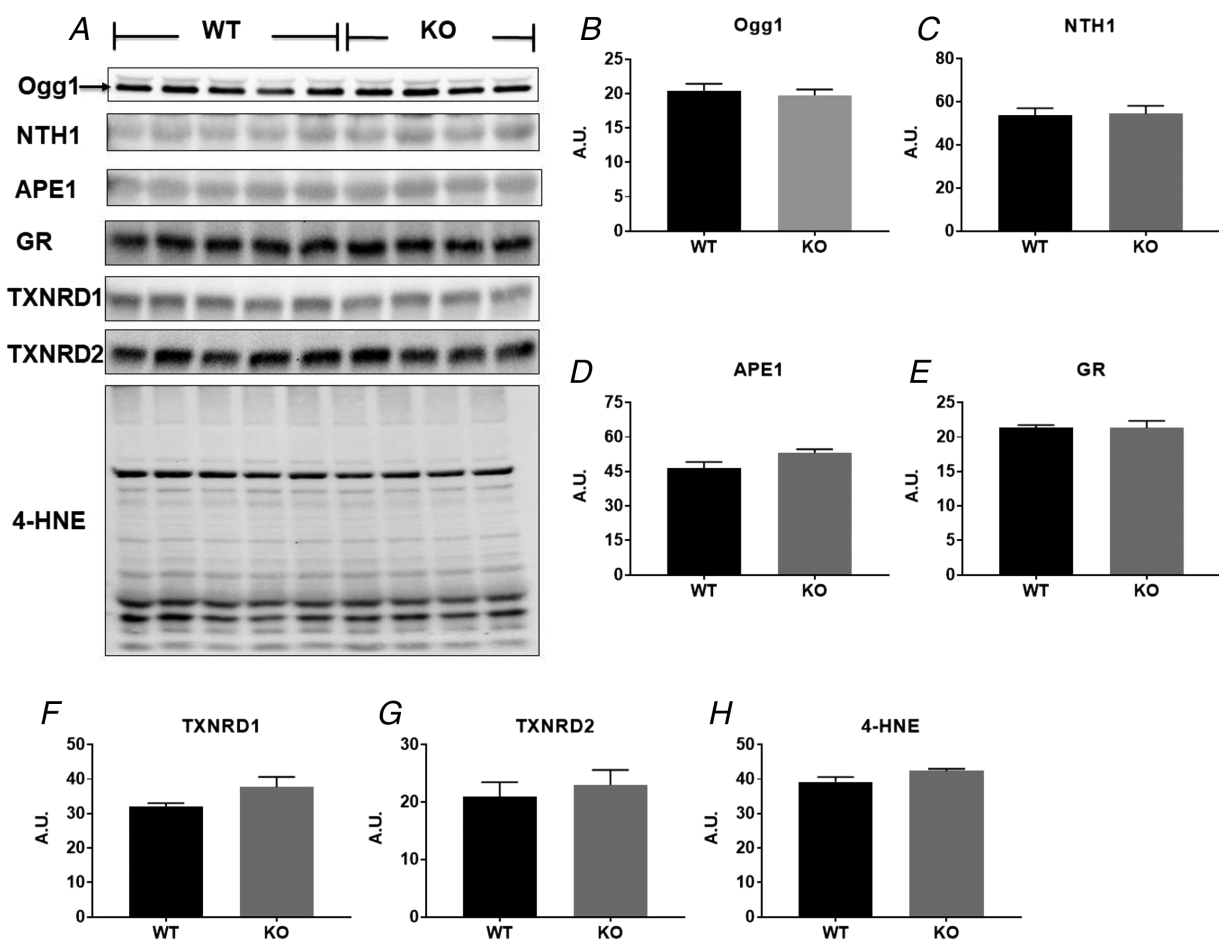 A
WT
KO
Ogg1
NTH1
APE1
GR
TXNRD1
TXNRD2
4-HNE
B
Ogg1
A.U.
25
20
15
10
5
0
WT
KO
C
NTH1
A.U.
80
60
40
20
0
WT
KO
D
APE1
A.U.
75
60
45
30
15
0
WT
KO
E
GR
A.U.
25
20
15
10
5
0
WT
KO
F
TXNRD1
A.U.
50
40
30
20
10
0
WT
KO
G
TXNRD2
A.U.
30
20
10
0
WT
KO
H
4-HNE
A.U.
50
40
30
20
10
0
WT
KO